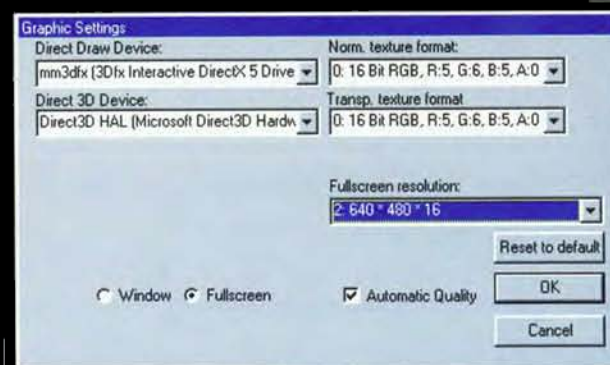 Graphic Settings
Direct Draw Device:
mm3dfx (3Dfx Interactive DirectX 5 Drive
Direct 3D Device:
Direct3D HAL (Microsoft Direct3D Hardw
Norm. texture format:
0: 16 Bit RGB, R:5, G:6, B:5, A:0
Transp. texture format
0: 16 Bit RGB, R:5, G:6, B:5, A:0
Fullscreen resolution:
2: 640 * 480 * 16
Reset to default
Window
Fullscreen
Automatic Quality
OK
Cancel